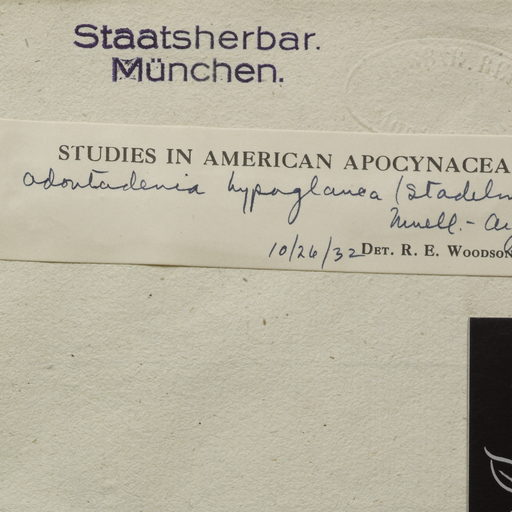 Staatsherbar.
München.
STUDIES IN AMERICAN APOCYNACEA
Odontadenia hypoglauca (Stadelm
Muell.-
10/26/32 DET. R. E. WOODSON